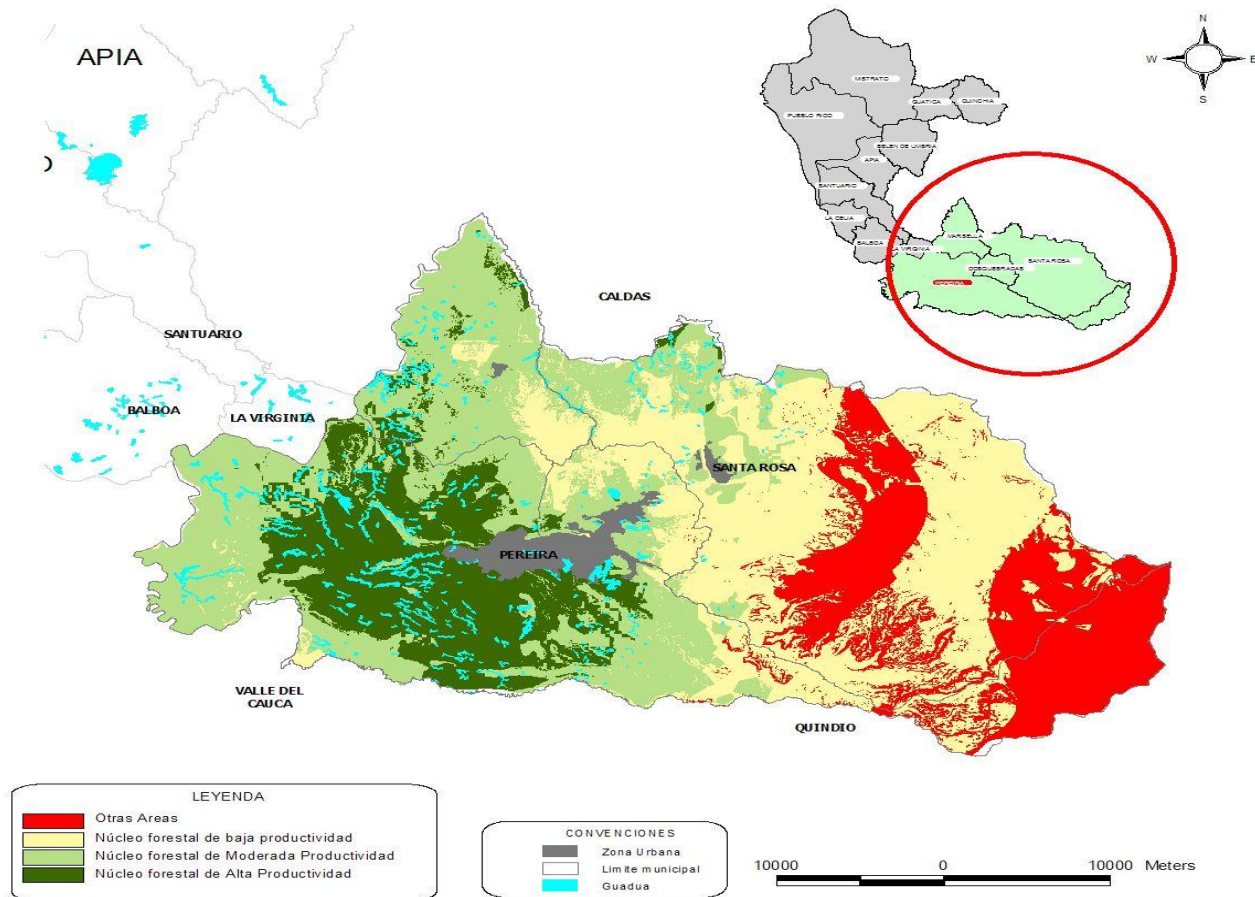 APIA
N
W
E
S
MISTRATO
GUATICA
QUINCHIA
PUEBLO RICO
BELEN DE UMBRIA
APIA
SANTUARIO
LA CELIA
BALBOA
LA VIRGINIA
MARSELLA
SANTA ROSA
DOSQUEBRADAS
PEREIRA
CALDAS
SANTUARIO
BALBOA
LA VIRGINIA
SANTA ROSA
PEREIRA
VALLE DEL
CAUCA
QUINDIO
LEYENDA
Otras Areas
Núcleo forestal de baja productividad
Núcleo forestal de Moderada Productividad
Núcleo forestal de Alta Productividad
CONVENCIONES
Zona Urbana
Limite municipal
Guadua
10000 0 10000 Meters